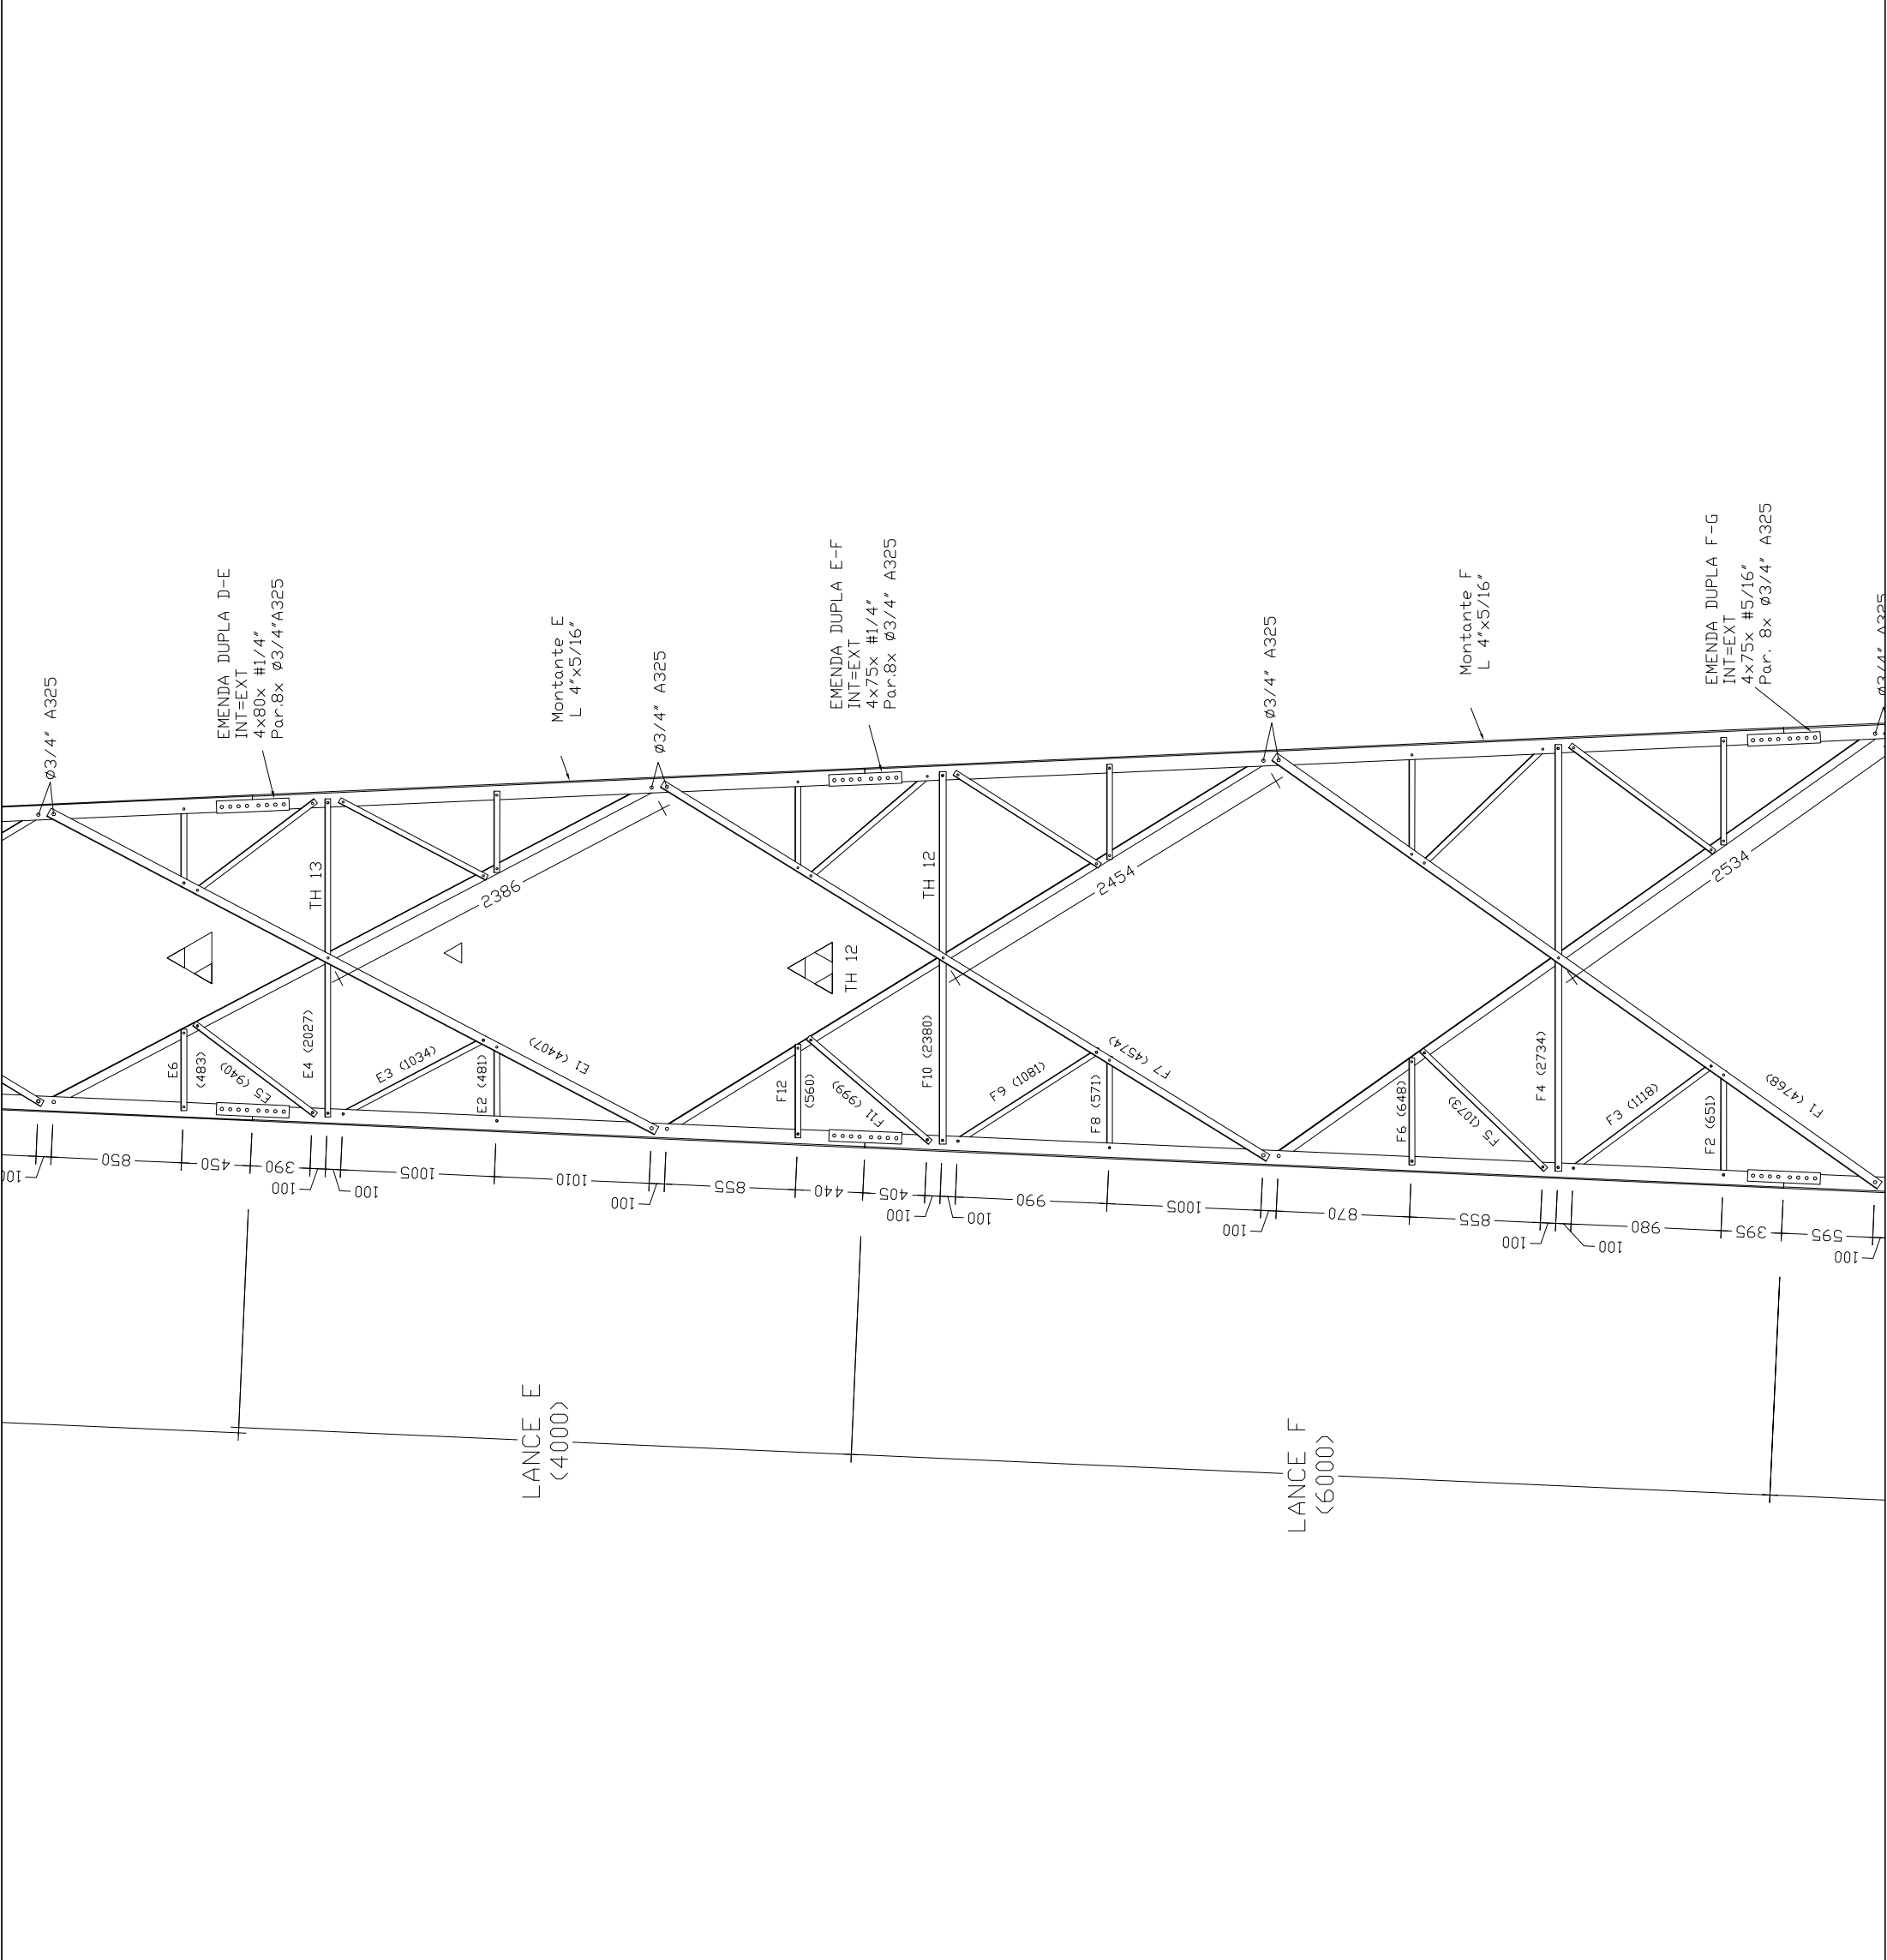 ø3/4" A325
EMENDA DUPLA D-E
INT=EXT
4x80x #1/4"
Par.8x ø3/4"A325
Montante E
L 4"x5/16"
ø3/4" A325
EMENDA DUPLA E-F
INT=EXT
4x75x #1/4"
Par.8x ø3/4" A325
ø3/4" A325
Montante F
L 4"x5/16"
EMENDA DUPLA F-G
INT=EXT
4x75x #5/16"
Par. 8x ø3/4" A325
ø3/4" A325
TH 13
2386
TH 12
TH 12
2454
2534
E6
(483)
E5 (940)
E4 (2027)
E3 (1034)
E2 (481)
E1 (4407)
F12
(560)
F11 (999)
F10 (2380)
F9 (1081)
F8 (571)
F7 (4574)
F6 (648)
F5 (1073)
F4 (2734)
F3 (1118)
F2 (651)
F1 (4768)
100
850
450
390
100
100
1005
1010
100
855
440
405
100
100
990
1005
100
870
855
100
100
980
395
595
100
LANCE E
(4000)
LANCE F
(6000)